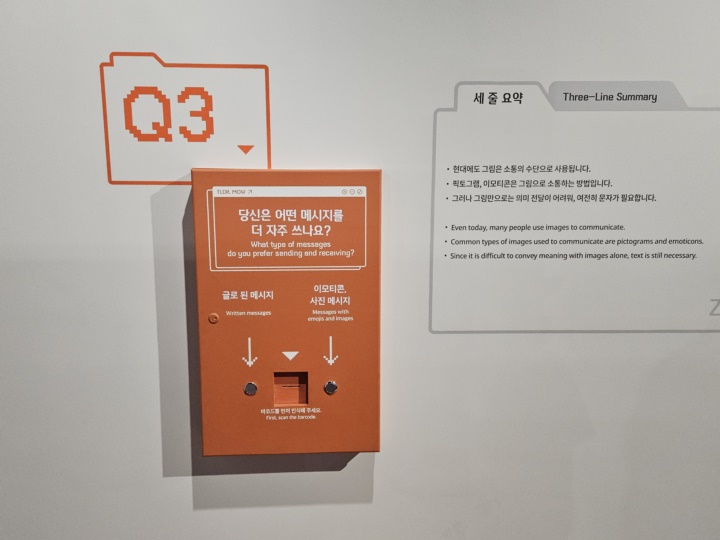 Q3
TLDR. MOW ↗
당신은 어떤 메시지를
더 자주 쓰나요?
What type of messages
do you prefer sending and receiving?
글로 된 메시지
Written messages
이모티콘,
사진 메시지
Messages with
emojis and images
바코드를 먼저 인식해 주세요.
First, scan the barcode.
세 줄 요약
Three-Line Summary
• 현대에도 그림은 소통의 수단으로 사용됩니다.
• 픽토그램, 이모티콘은 그림으로 소통하는 방법입니다.
• 그러나 그림만으로는 의미 전달이 어려워, 여전히 문자가 필요합니다.
• Even today, many people use images to communicate.
• Common types of images used to communicate are pictograms and emoticons.
• Since it is difficult to convey meaning with images alone, text is still necessary.